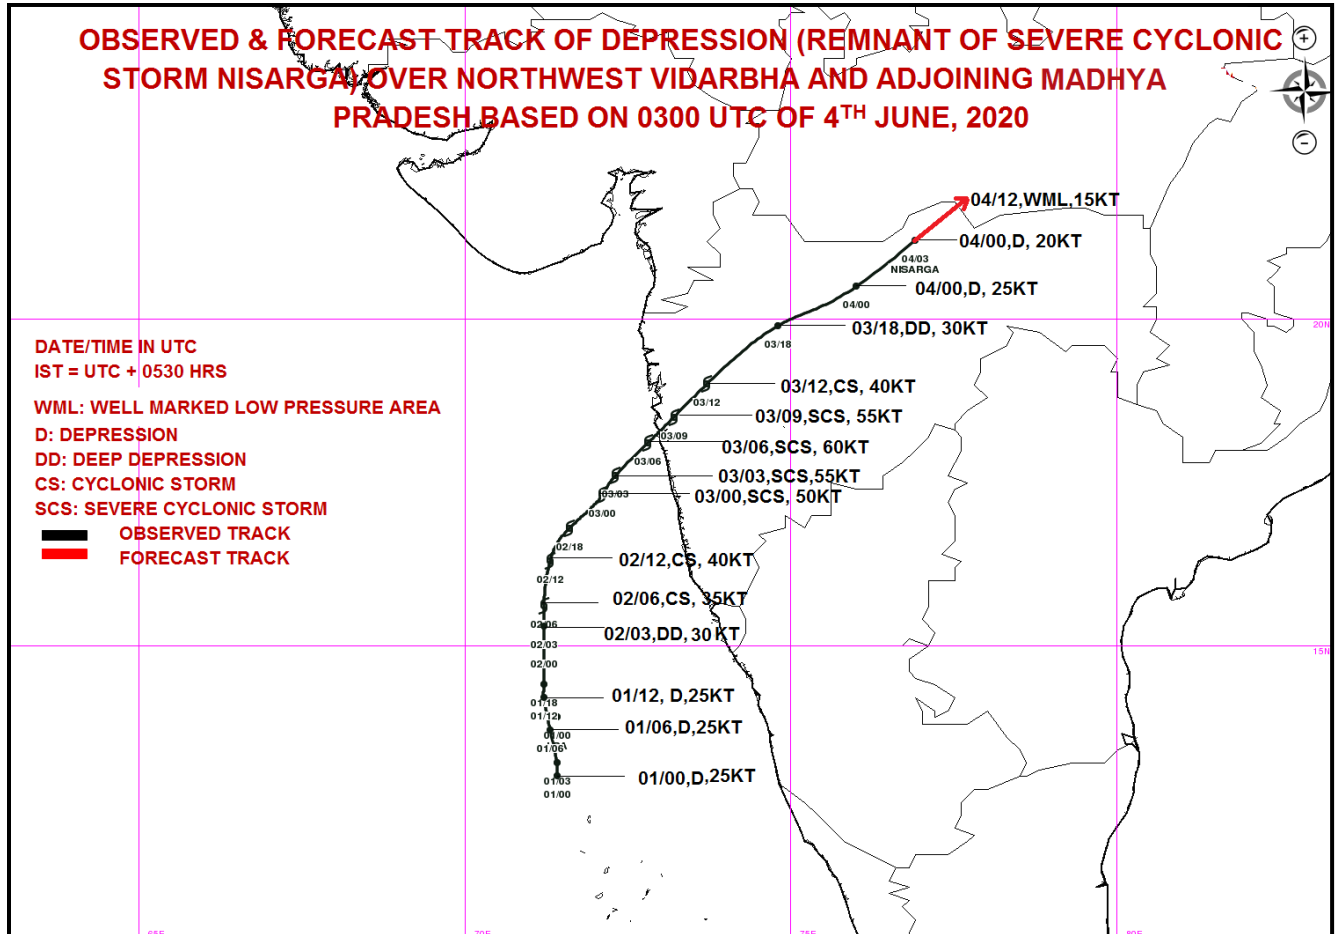 OBSERVED & FORECAST TRACK OF DEPRESSION (REMNANT OF SEVERE CYCLONIC
STORM NISARGA) OVER NORTHWEST VIDARBHA AND ADJOINING MADHYA
PRADESH BASED ON 0300 UTC OF 4TH JUNE, 2020
+
-
04/12,WML,15KT
04/00,D, 20KT
04/03
NISARGA
04/00,D, 25KT
04/00
03/18,DD, 30KT
20N
03/18
DATE/TIME IN UTC
IST = UTC + 0530 HRS
03/12,CS, 40KT
03/12
WML: WELL MARKED LOW PRESSURE AREA
03/09,SCS, 55KT
D: DEPRESSION
03/09
03/06,SCS, 60KT
DD: DEEP DEPRESSION
03/06
03/03,SCS,55KT
CS: CYCLONIC STORM
03/03
03/00,SCS, 50KT
SCS: SEVERE CYCLONIC STORM
03/00
OBSERVED TRACK
02/18
FORECAST TRACK
02/12,CS, 40KT
02/12
02/06,CS, 35KT
02/06
02/03,DD, 30 KT
02/03
15N
02/00
01/12, D,25KT
01/18
01/12
01/06,D,25KT
01/00
01/06
01/00,D,25KT
01/03
01/00
65E
70E
75E
80E